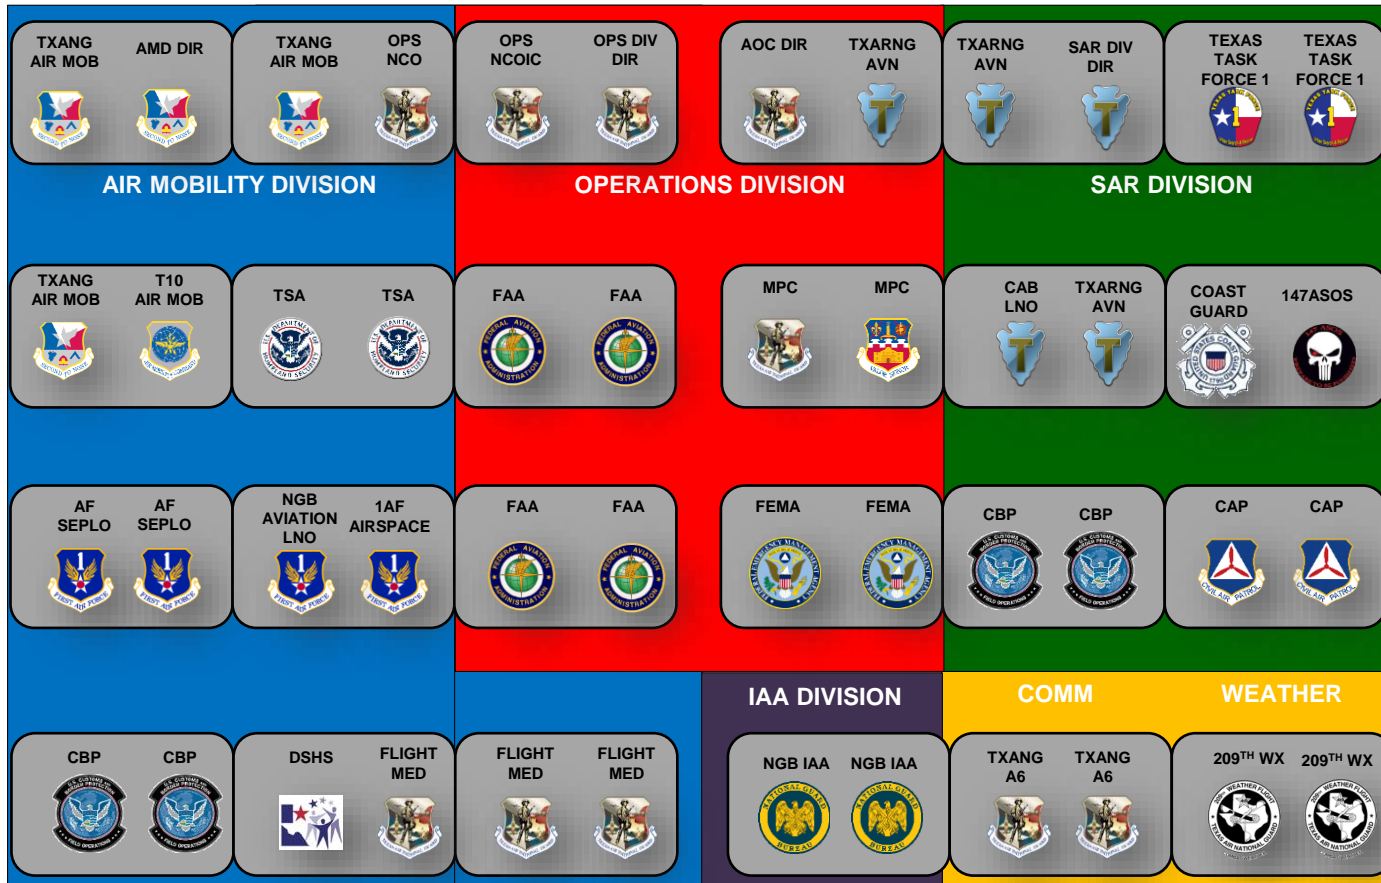 TXANG
AIR MOB
AMD DIR
TXANG
AIR MOB
OPS
NCO
OPS
NCOIC
OPS DIV
DIR
AOC DIR
TXARNG
AVN
TXARNG
AVN
SAR DIV
DIR
TEXAS
TASK
FORCE 1
TEXAS
TASK
FORCE 1
AIR MOBILITY DIVISION
OPERATIONS DIVISION
SAR DIVISION
TXANG
AIR MOB
T10
AIR MOB
TSA
TSA
FAA
FAA
MPC
MPC
CAB
LNO
TXARNG
AVN
COAST
GUARD
147ASOS
AF
SEPLO
AF
SEPLO
NGB
AVIATION
LNO
1AF
AIRSPACE
FAA
FAA
FEMA
FEMA
CBP
CBP
CAP
CAP
IAA DIVISION
COMM
WEATHER
CBP
CBP
DSHS
FLIGHT
MED
FLIGHT
MED
FLIGHT
MED
NGB IAA
NGB IAA
TXANG
A6
TXANG
A6
209TH WX
209TH WX